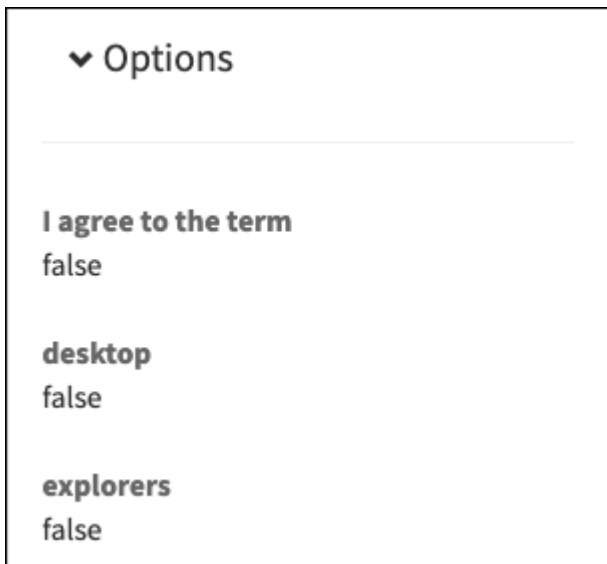 Options
I agree to the term
false
desktop
false
explorers
false